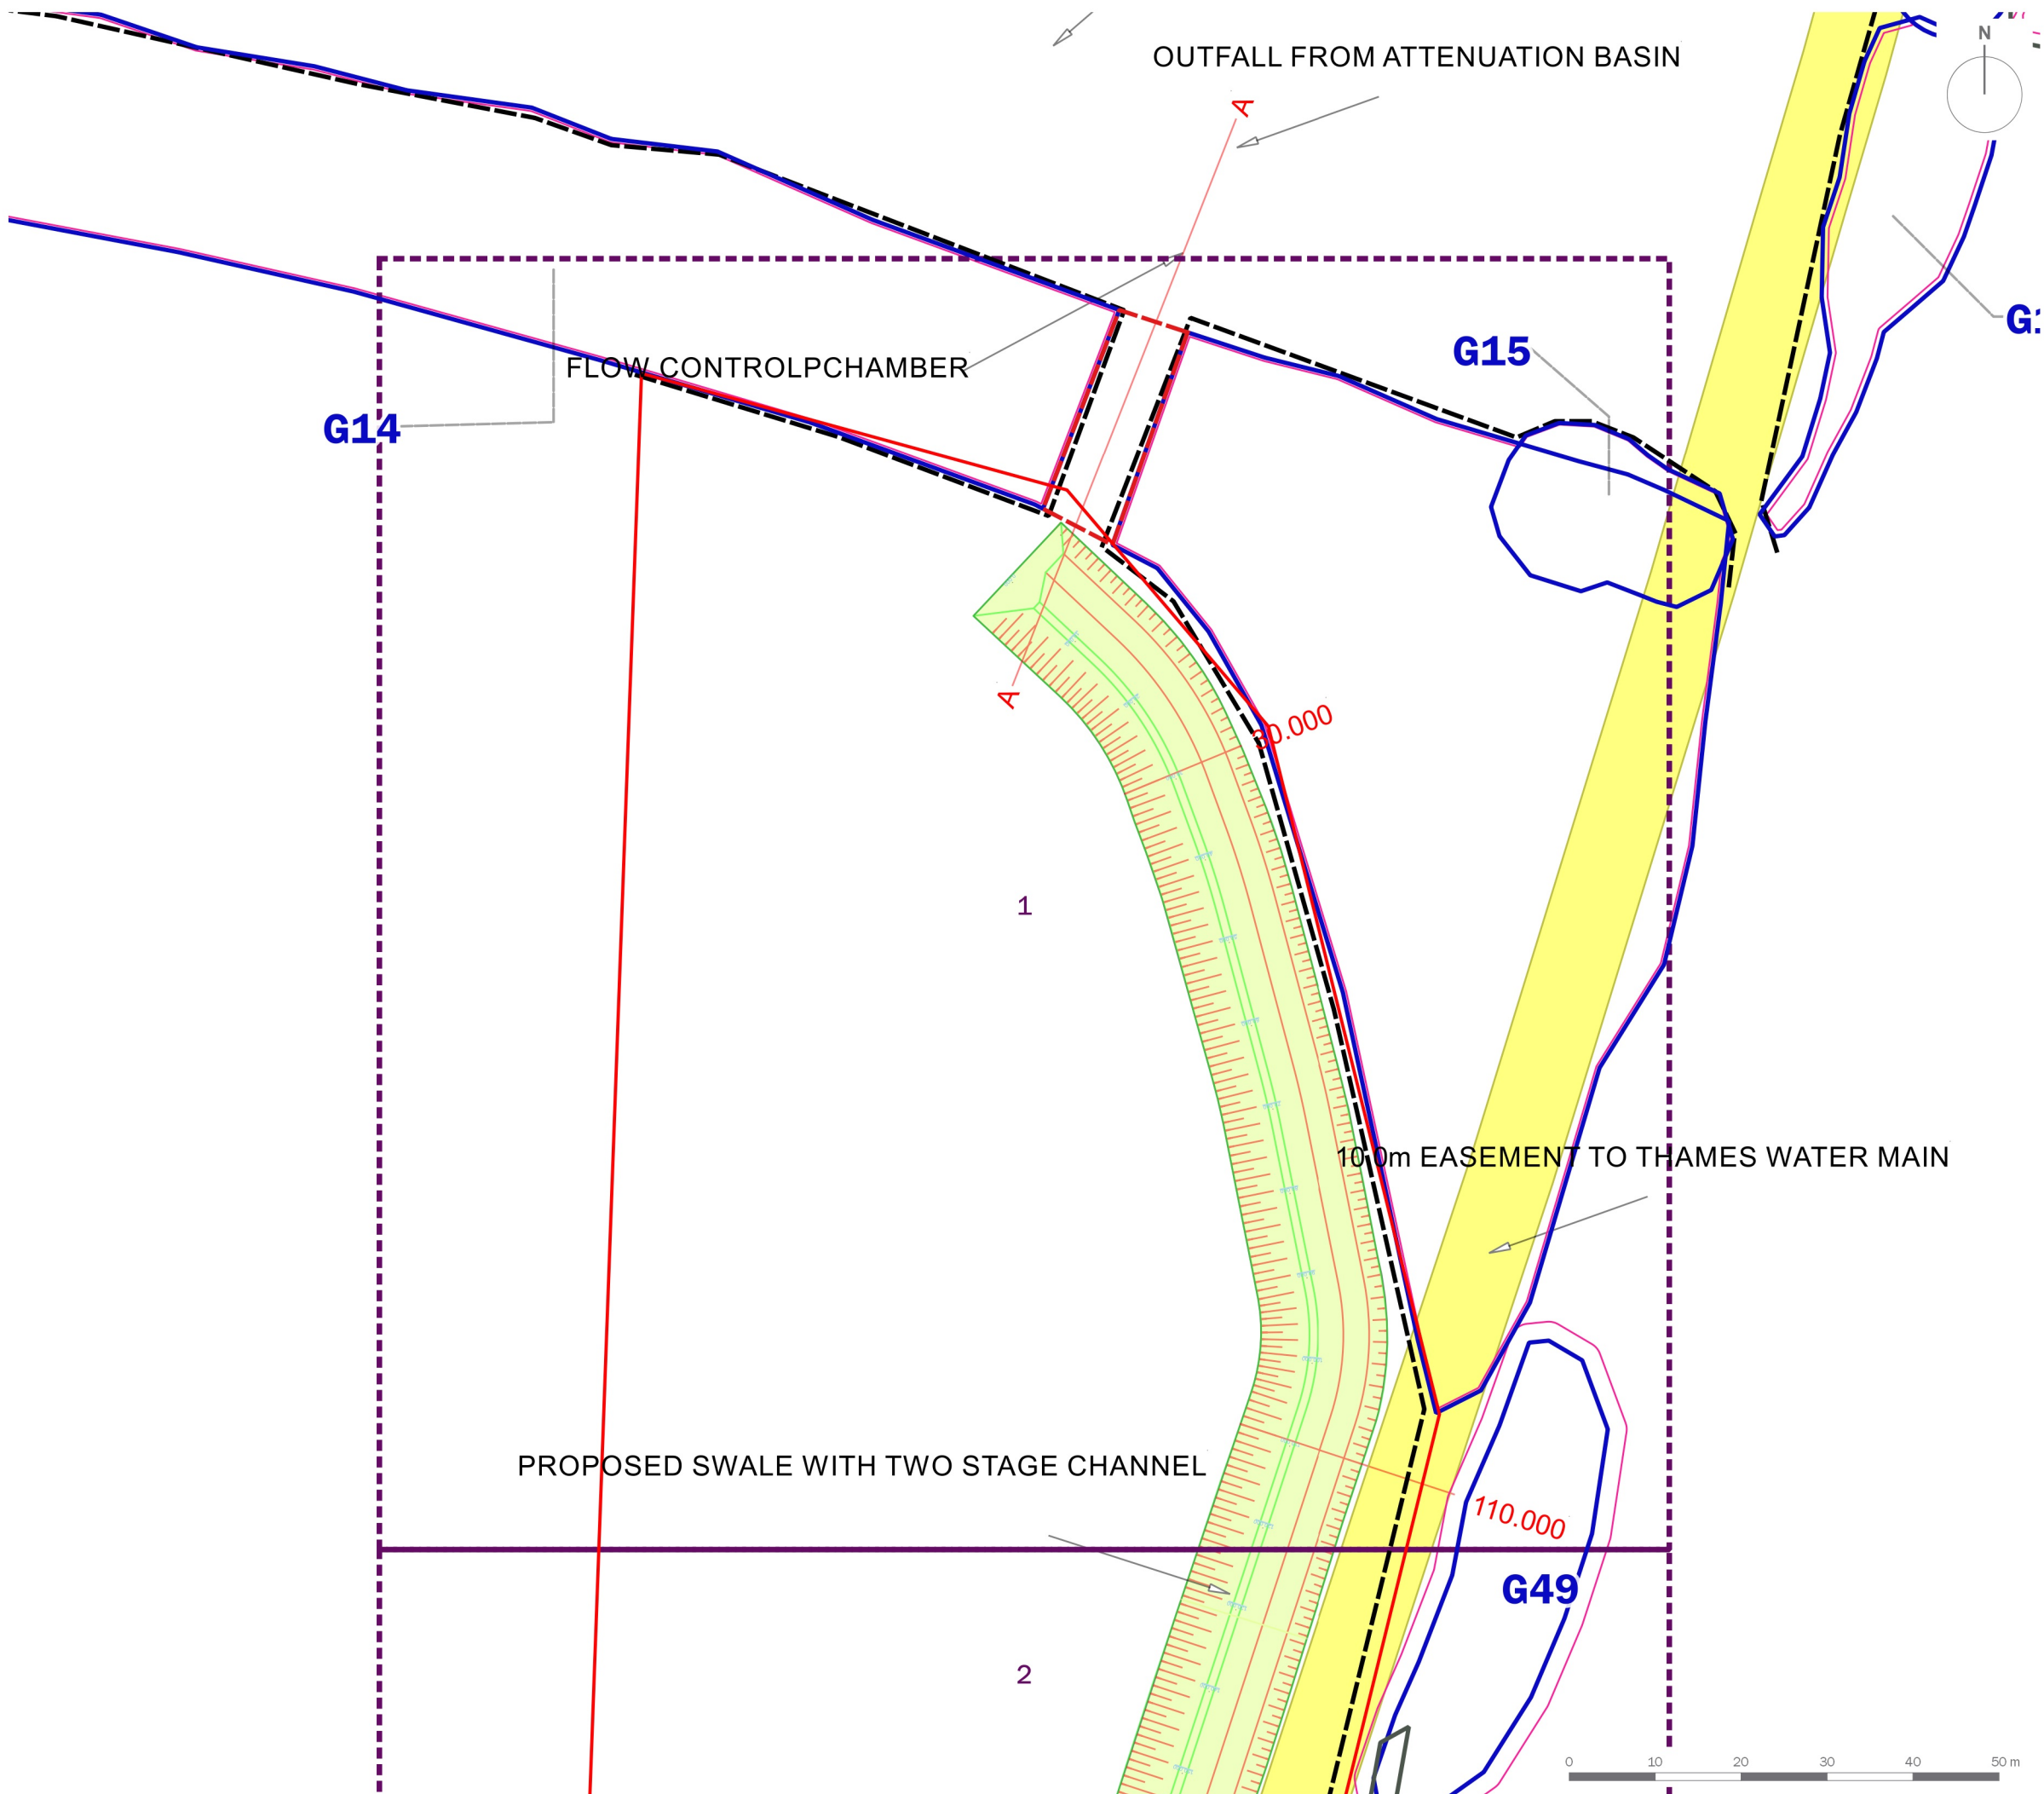 OUTFALL FROM ATTENUATION BASIN
N
A
G15
FLOW CONTROLPCHAMBER
G14
A
1
10.0m EASEMENT TO THAMES WATER MAIN
PROPOSED SWALE WITH TWO STAGE CHANNEL
110.000
G49
2
0 10 20 30 40 50 m